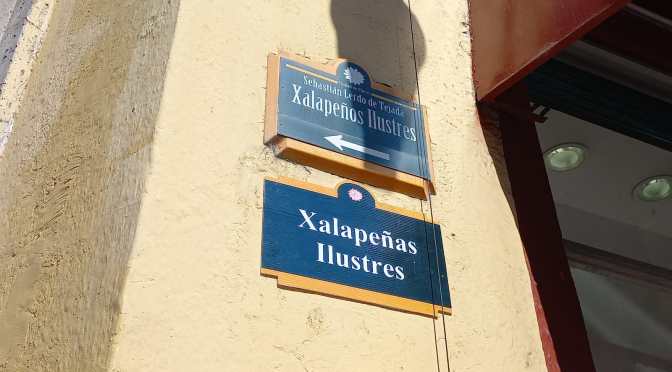 Sebastián Lerdo de Tejada
Xalapeños Ilustres
Xalapeñas
Ilustres